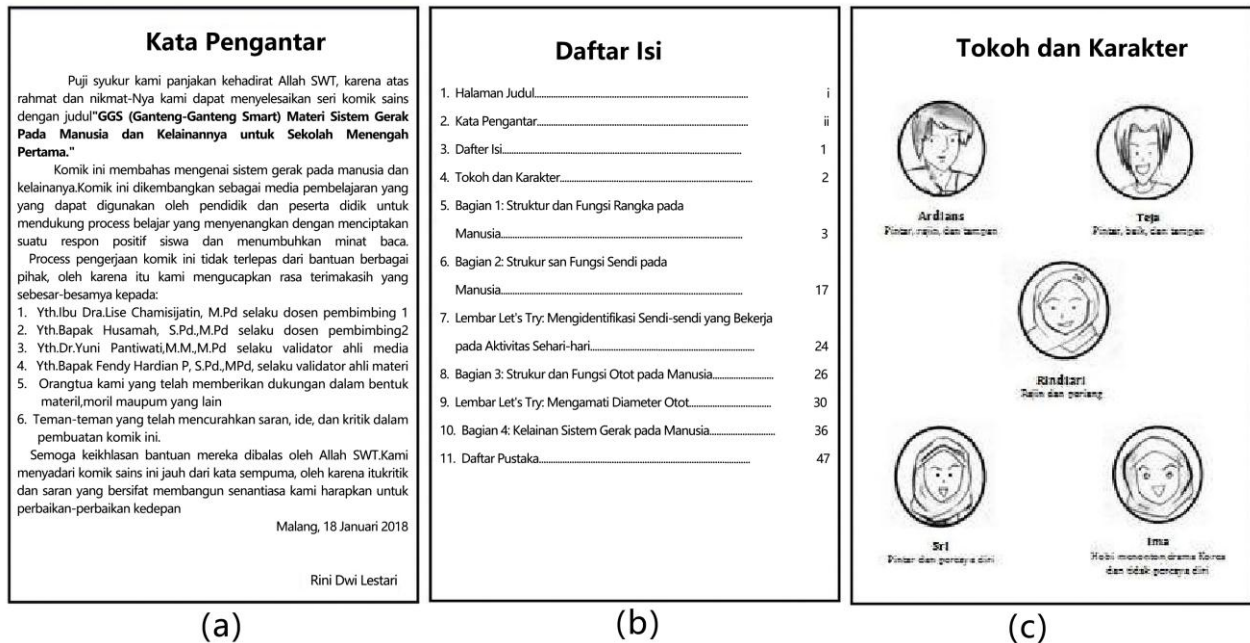 Kata Pengantar
Puji syukur kami panjakan kehadirat Allah SWT, karena atas
rahmat dan nikmat-Nya kami dapat menyelesaikan seri komik sains
dengan judul"GGS (Ganteng-Ganteng Smart) Materi Sistem Gerak
Pada Manusia dan Kelainannya untuk Sekolah Menengah
Pertama."
Komik ini membahas mengenai sistem gerak pada manusia dan
kelainanya.Komik ini dikembangkan sebagai media pembelajaran yang
yang dapat digunakan oleh pendidik dan peserta didik untuk
mendukung process belajar yang menyenangkan dengan menciptakan
suatu respon positif siswa dan menumbuhkan minat baca.
Process pengerjaan komik ini tidak terlepas dari bantuan berbagai
pihak, oleh karena itu kami mengucapkan rasa terimakasih yang
sebesar-besamya kepada:
1. Yth.Ibu Dra.Lise Chamisijatin, M.Pd selaku dosen pembimbing 1
2. Yth.Bapak Husamah, S.Pd.,M.Pd selaku dosen pembimbing2
3. Yth.Dr.Yuni Pantiwati,M.M.,M.Pd selaku validator ahli media
4. Yth.Bapak Fendy Hardian P, S.Pd.,MPd, selaku validator ahli materi
5. Orangtua kami yang telah memberikan dukungan dalam bentuk
materil,moril maupum yang lain
6. Teman-teman yang telah mencurahkan saran, ide, dan kritik dalam
pembuatan komik ini.
Semoga keikhlasan bantuan mereka dibalas oleh Allah SWT.Kami
menyadari komik sains ini jauh dari kata sempuma, oleh karena itukritik
dan saran yang bersifat membangun senantiasa kami harapkan untuk
perbaikan-perbaikan kedepan
Malang, 18 Januari 2018
Rini Dwi Lestari
(a)
Daftar Isi
1. Halaman Judul........ i
2. Kata Pengantar........ ii
3. Dafter Isi........ 1
4. Tokoh dan Karakter........ 2
5. Bagian 1: Struktur dan Fungsi Rangka pada
Manusia........ 3
6. Bagian 2: Strukur san Fungsi Sendi pada
Manusia........ 17
7. Lembar Let's Try: Mengidentifikasi Sendi-sendi yang Bekerja
pada Aktivitas Sehari-hari........ 24
8. Bagian 3: Strukur dan Fungsi Otot pada Manusia........ 26
9. Lembar Let's Try: Mengamati Diameter Otot........ 30
10. Bagian 4: Kelainan Sistem Gerak pada Manusia........ 36
11. Daftar Pustaka........ 47
(b)
Tokoh dan Karakter
Ardians
Pintar, rajin, dan tampan
Teja
Pintar, baik, dan tampan
Rindiari
Rajin dan periang
Sri
Pintar dan percaya diri
Ima
Hobi menonton drama Korea
dan tidak percaya diri
(c)